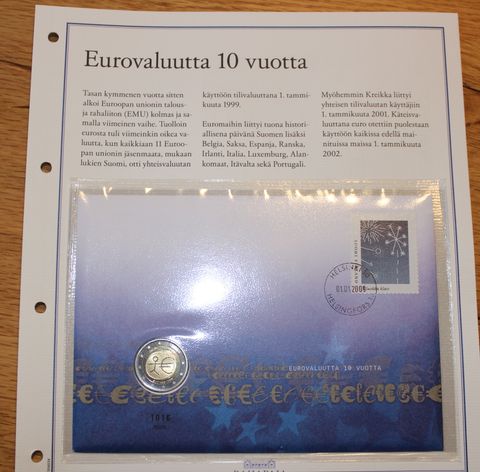 Eurovaluutta 10 vuotta
Tasan kymmenen vuotta sitten
alkoi Euroopan unionin talous-
ja rahaliiton (EMU) kolmas ja sa-
malla viimeinen vaihe. Tuolloin
eurosta tuli viimeinkin oikea va-
luutta, kun kaikkiaan 11 Euroo-
pan unionin jäsenmaata, mukaan
lukien Suomi, otti yhteisvaluutan
käyttöön tilivaluuttana 1. tammi-
kuuta 1999.
Euromaihin liittyi tuona histori-
allisena päivänä Suomen lisäksi
Belgia, Saksa, Espanja, Ranska,
Irlanti, Italia, Luxemburg, Alan-
komaat, Itävalta sekä Portugali.
Myöhemmin Kreikka liittyi
yhteisen tilivaluutan käyttäjiin
1. tammikuuta 2001. Käteisva-
luuttana euro otettiin puolestaan
käyttöön kaikissa edellä mai-
nituissa maissa 1. tammikuuta
2002.
HELSINKI
01.01.2009
HELSINGFORS
EUROVALUUTTA 10 VUOTTA
1016